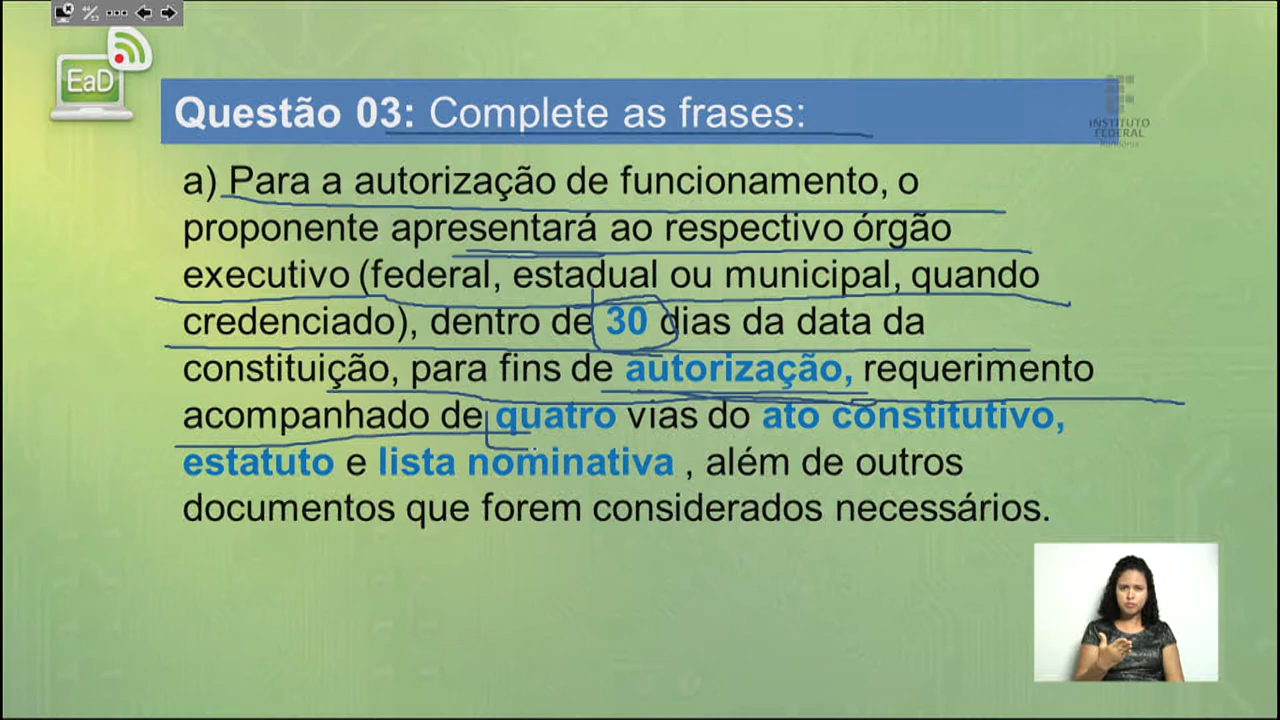 EaD
Questão 03: Complete as frases:
INSTITUTO
FEDERAL
Rondônia
a) Para a autorização de funcionamento, o
proponente apresentará ao respectivo órgão
executivo (federal, estadual ou municipal, quando
credenciado), dentro de 30 dias da data da
constituição, para fins de autorização, requerimento
acompanhado de quatro vias do ato constitutivo,
estatuto e lista nominativa , além de outros
documentos que forem considerados necessários.